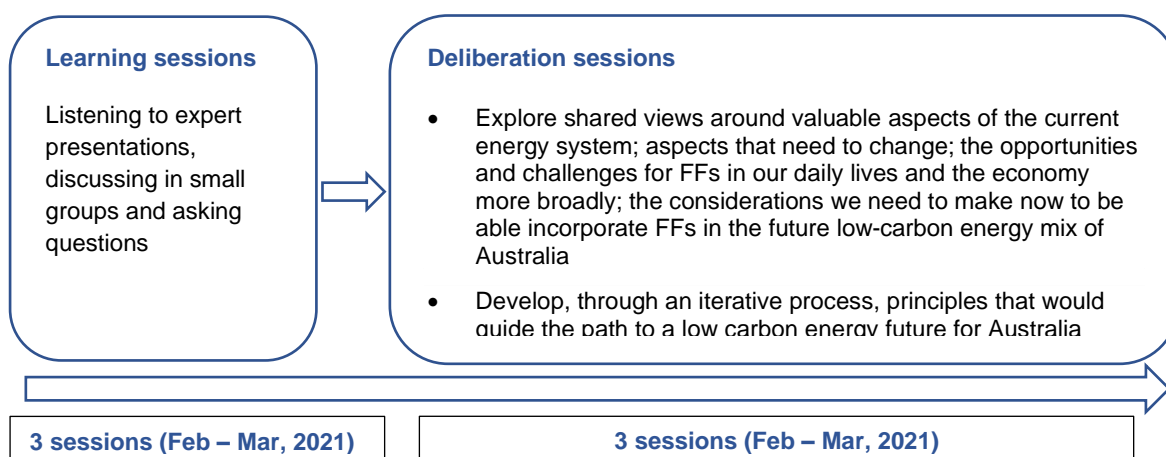 Learning sessions
Listening to expert
presentations,
discussing in small
groups and asking
questions
Deliberation sessions
• Explore shared views around valuable aspects of the current
energy system; aspects that need to change; the opportunities
and challenges for FFs in our daily lives and the economy
more broadly; the considerations we need to make now to be
able incorporate FFs in the future low-carbon energy mix of
Australia
• Develop, through an iterative process, principles that would
guide the path to a low carbon energy future for Australia
3 sessions (Feb – Mar, 2021)
3 sessions (Feb – Mar, 2021)